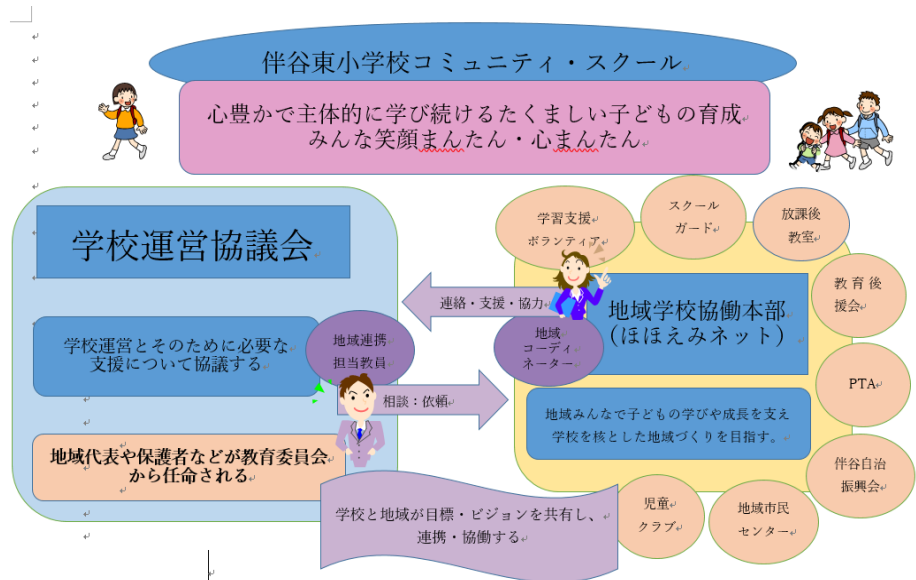 伴谷東小学校コミュニティ・スクール
心豊かで主体的に学び続けるたくましい子どもの育成
みんな笑顔まんたん・心まんたん
学校運営協議会
学校運営とそのために必要な
支援について協議する
地域代表や保護者などが教育委員会
から任命される
地域連携
担当教員
連絡・支援・協力
相談：依頼
地域
コーディ
ネーター
地域学校協働本部
（ほほえみネット）
地域みんなで子どもの学びや成長を支え
学校を核とした地域づくりを目指す。
学習支援
ボランティア
スクール
ガード
放課後
教室
教育後
援会
PTA
伴谷自治
振興会
地域市民
センター
児童
クラブ
学校と地域が目標・ビジョンを共有し、
連携・協働する